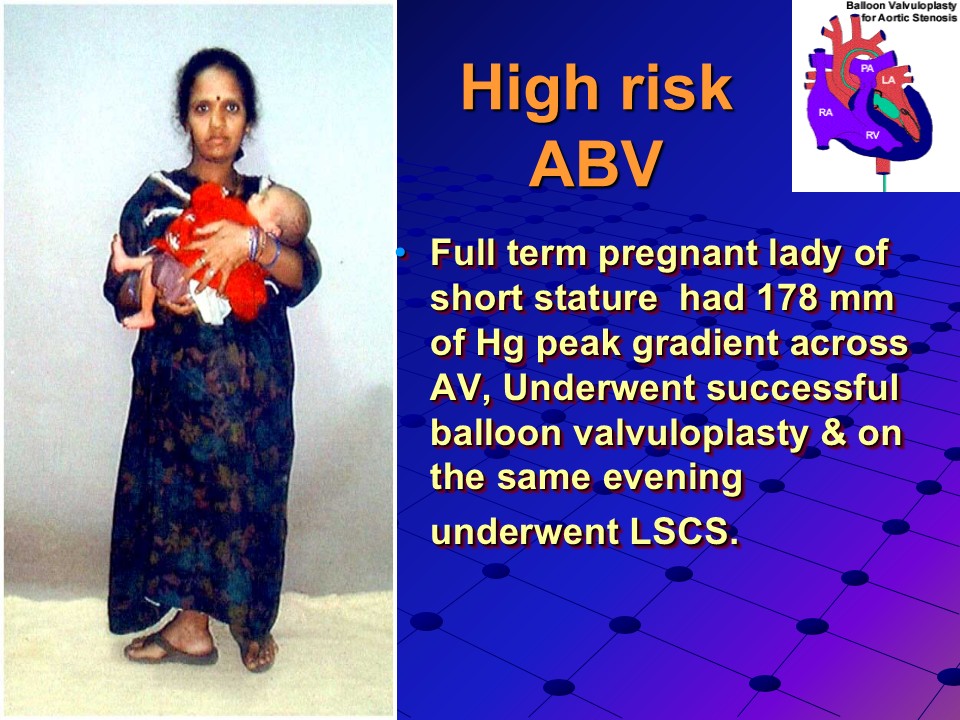 Balloon Valvuloplasty
for Aortic Stenosis
PA
LA
RA
RV
High risk
ABV
• Full term pregnant lady of
short stature had 178 mm
of Hg peak gradient across
AV, Underwent successful
balloon valvuloplasty & on
the same evening
underwent LSCS.